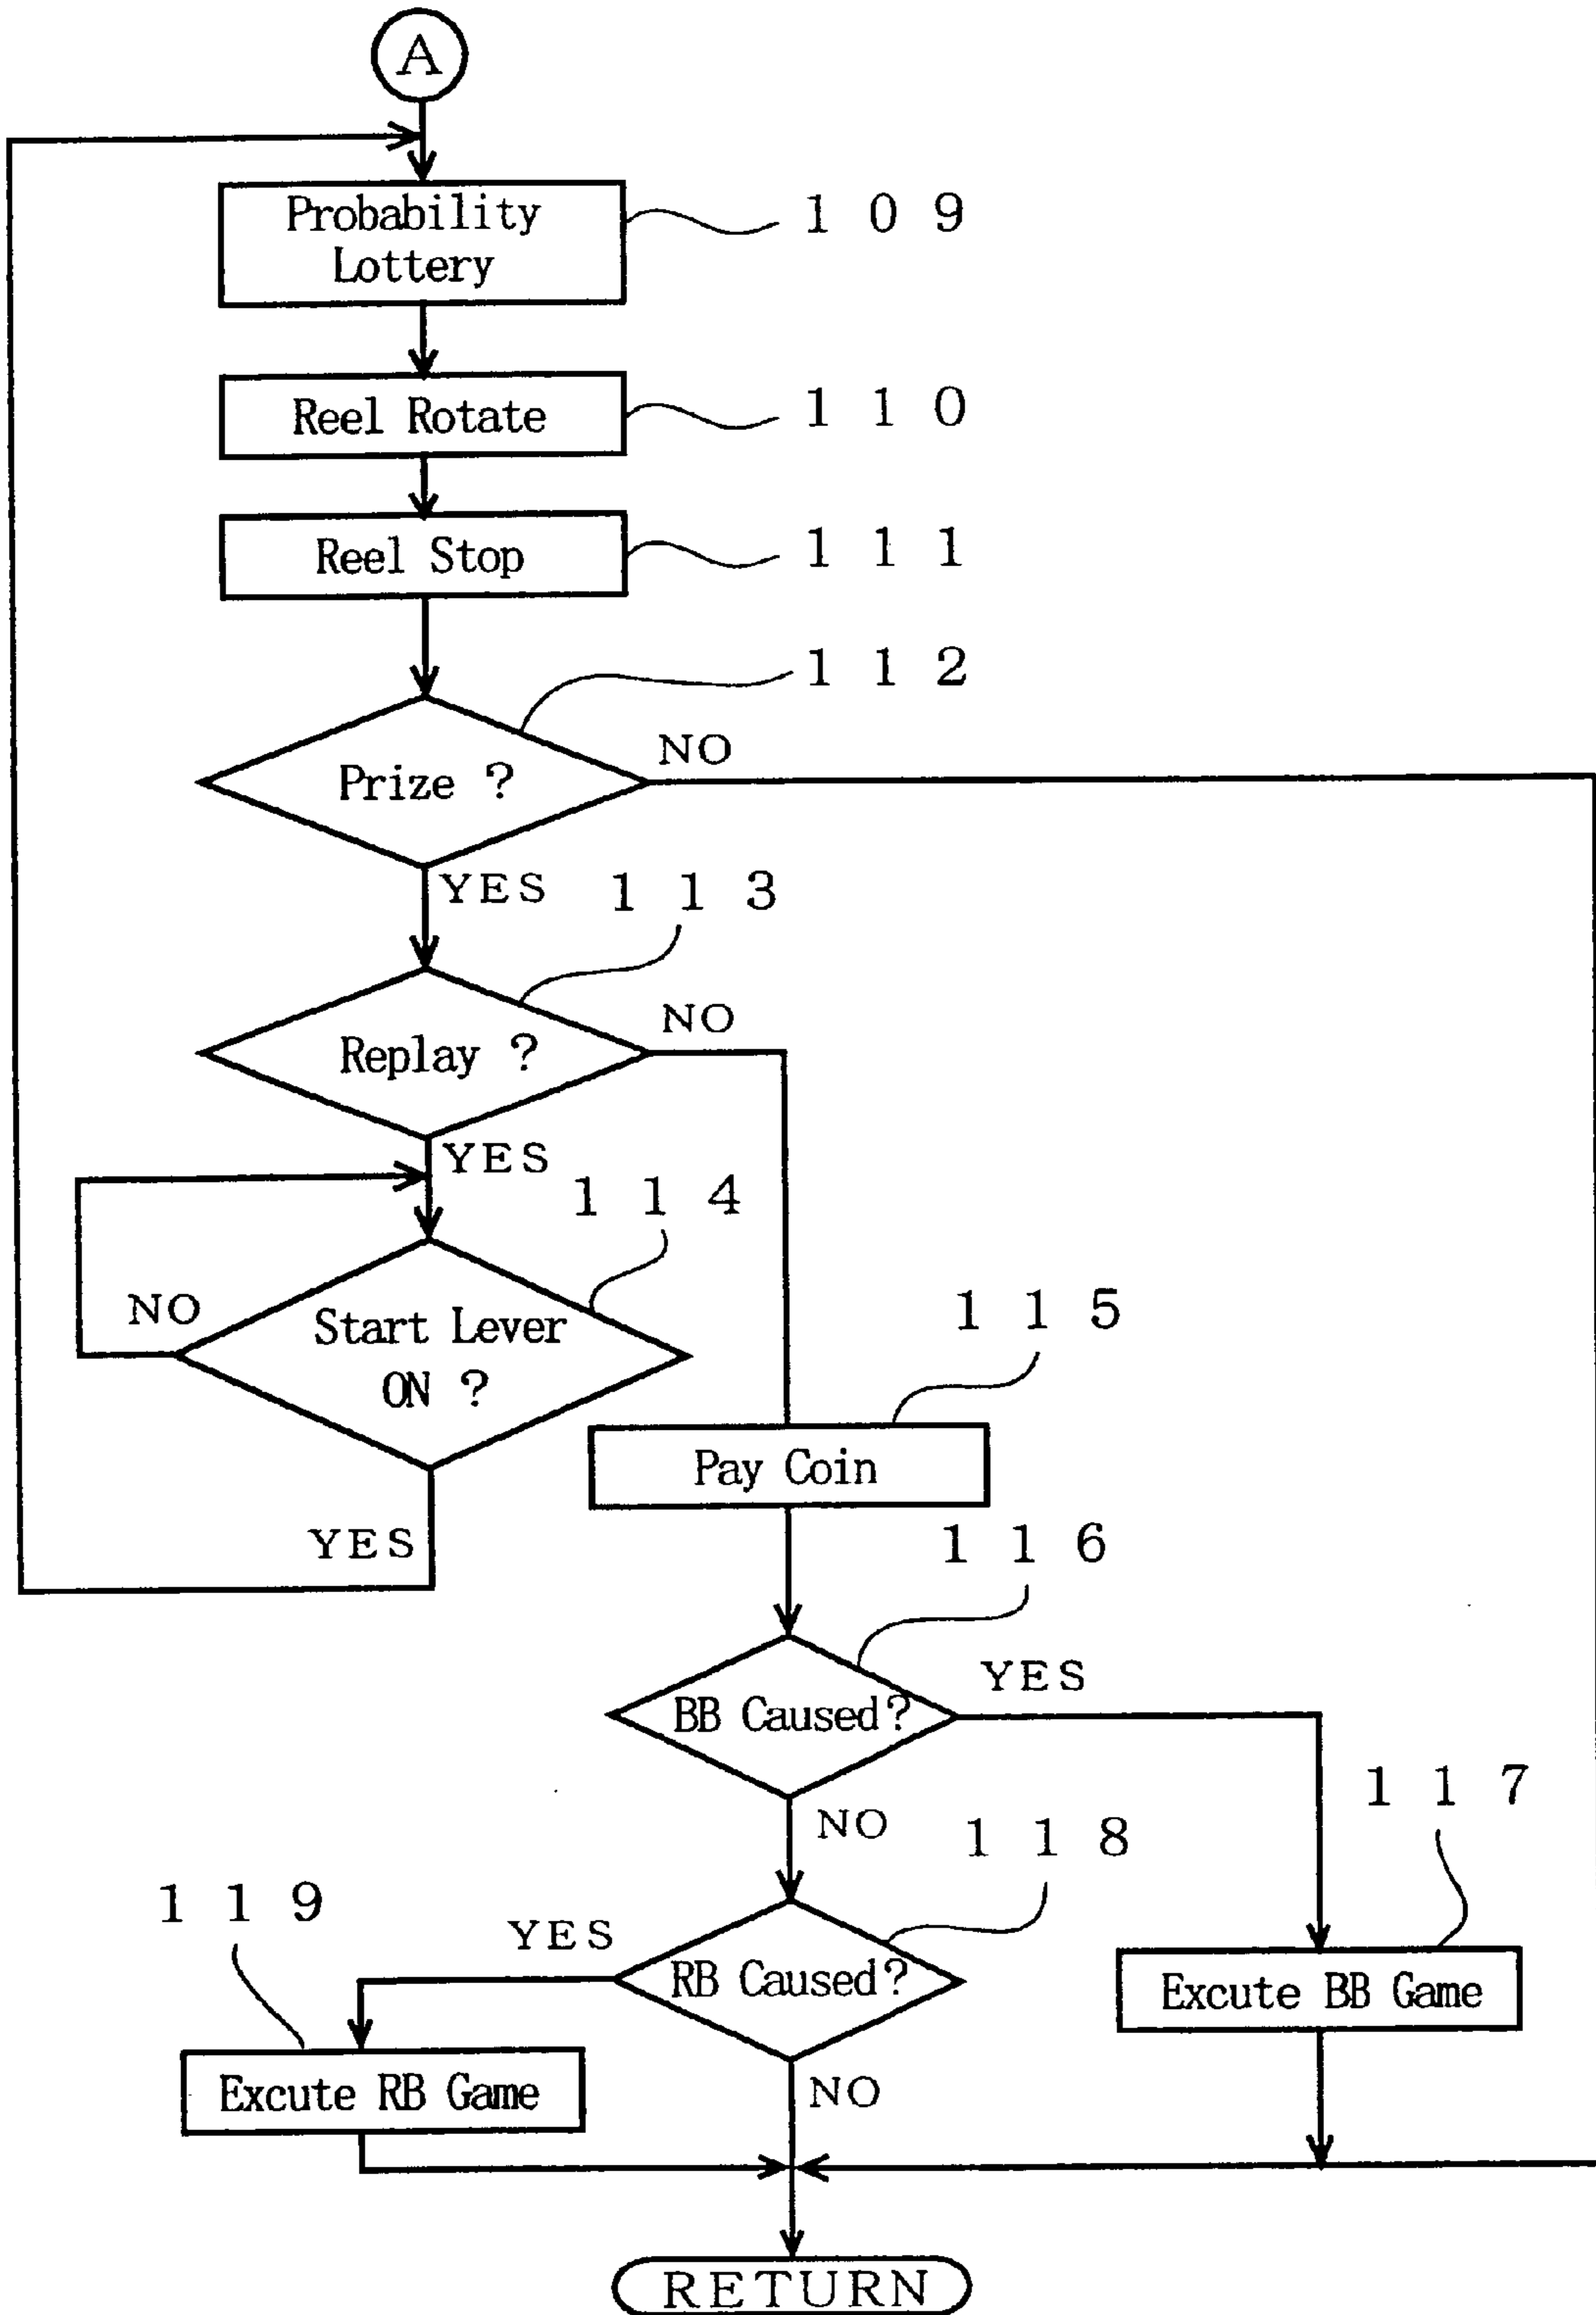 A
Probability
Lottery
1 0 9
Reel Rotate
1 1 0
Reel Stop
1 1 1
1 1 2
Prize ?
NO
YES
1 1 3
Replay ?
NO
YES
1 1 4
Start Lever
ON ?
NO
YES
1 1 5
Pay Coin
1 1 6
BB Caused?
YES
NO
1 1 7
Excute BB Game
1 1 8
RB Caused?
YES
NO
1 1 9
Excute RB Game
RETURN